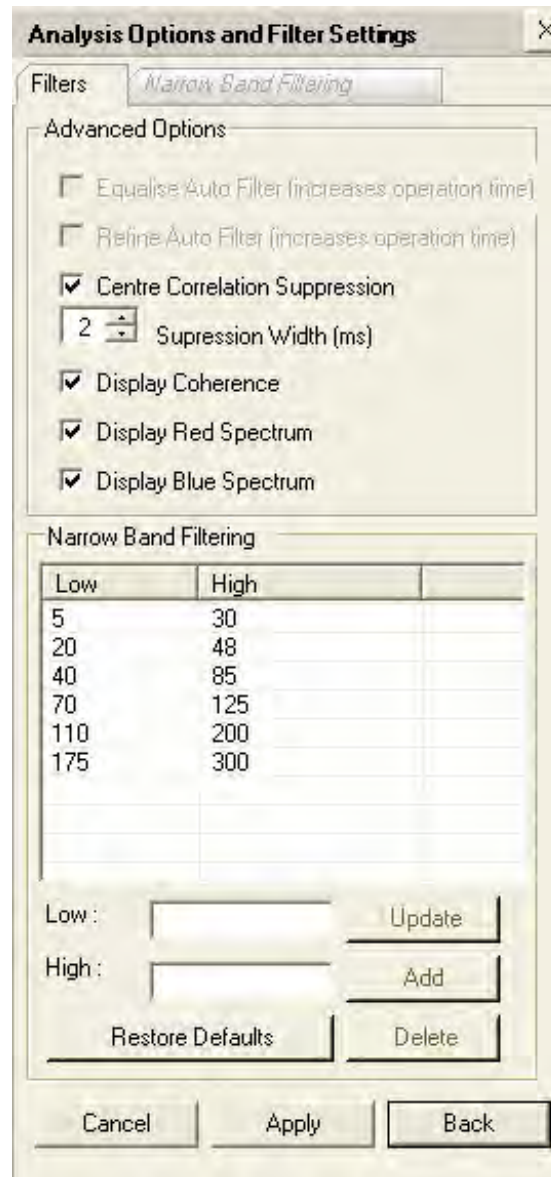 Analysis Options and Filter Settings
Filters Narrow Band Filtering
Advanced Options
Equalise Auto Filter (increases operation time)
Refine Auto Filter (increases operation time)
Centre Correlation Suppression
2 Supression Width (ms)
Display Coherence
Display Red Spectrum
Display Blue Spectrum
Narrow Band Filtering
Low High
5 30
20 48
40 85
70 125
110 200
175 300
Low : Update
High : Add
Restore Defaults Delete
Cancel Apply Back